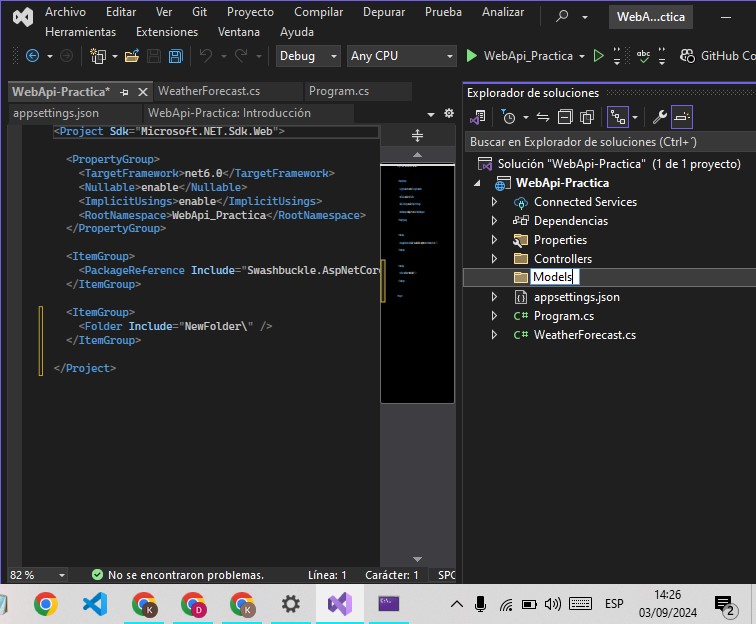 Archivo Editar Ver Git Proyecto Compilar Depurar Prueba Analizar
Herramientas Extensiones Ventana Ayuda
WebA...ctica
Debug Any CPU WebApi_Practica abc GitHub Co
WebApi-Practica* WeatherForecast.cs Program.cs
appsettings.json WebApi-Practica: Introducción
<Project Sdk="Microsoft.NET.Sdk.Web">
<PropertyGroup>
<TargetFramework>net6.0</TargetFramework>
<Nullable>enable</Nullable>
<ImplicitUsings>enable</ImplicitUsings>
<RootNamespace>WebApi_Practica</RootNamespace>
</PropertyGroup>
<ItemGroup>
<PackageReference Include="Swashbuckle.AspNetCor
</ItemGroup>
<ItemGroup>
<Folder Include="NewFolder\" />
</ItemGroup>
</Project>
82 % No se encontraron problemas. Línea: 1 Carácter: 1 SPC
Explorador de soluciones
Buscar en Explorador de soluciones (Ctrl+´)
Solución "WebApi-Practica" (1 de 1 proyecto)
WebApi-Practica
Connected Services
Dependencias
Properties
Controllers
Models
appsettings.json
C# Program.cs
C# WeatherForecast.cs
K D K ESP
14:26
03/09/2024
2